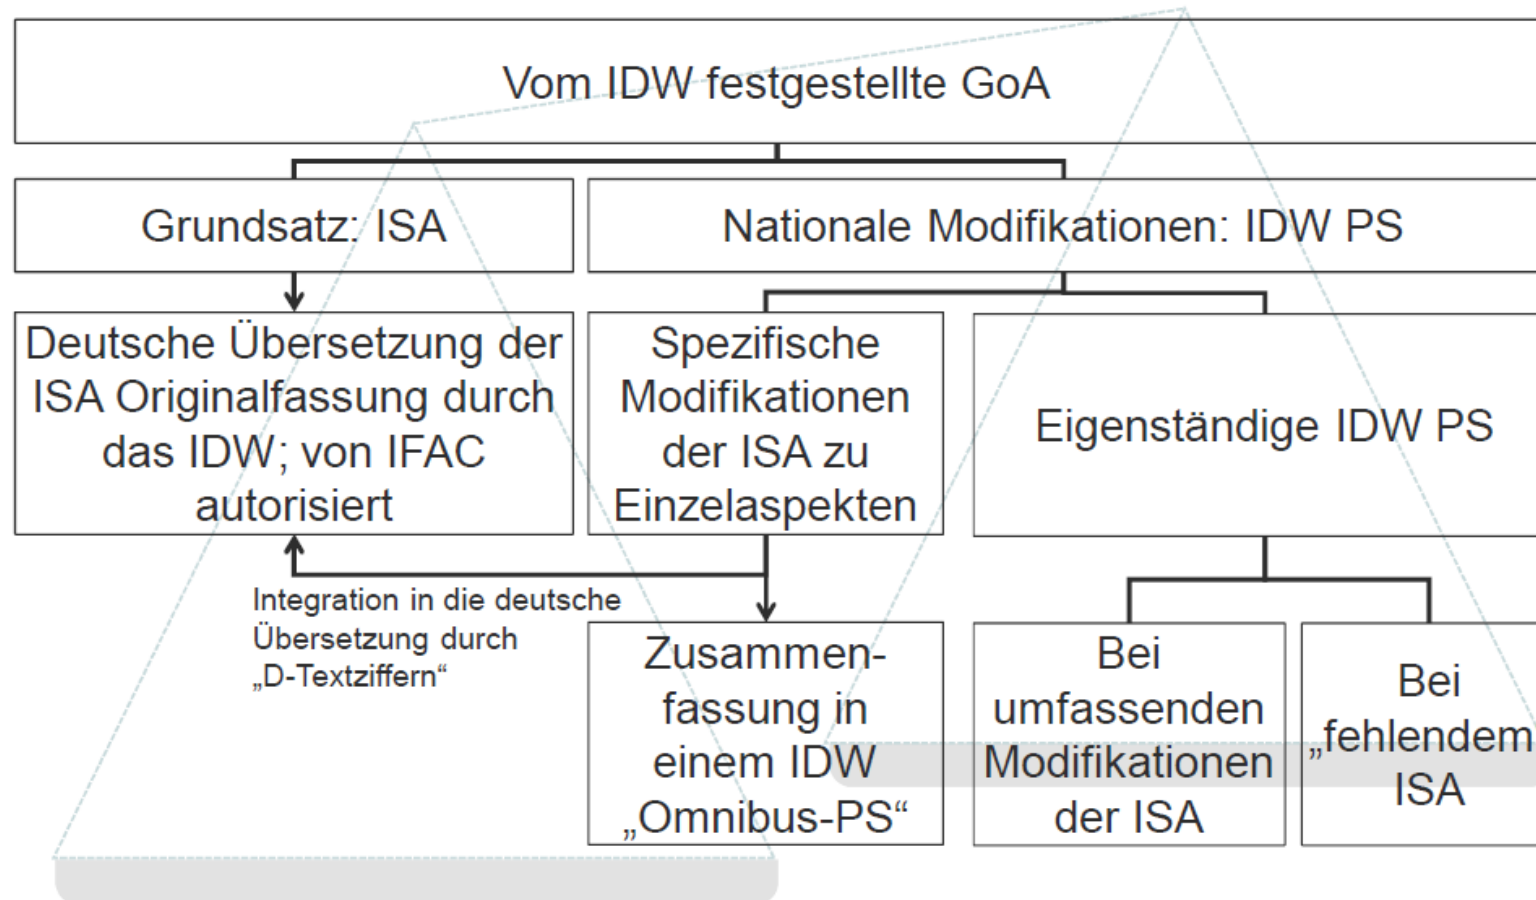 Vom IDW festgestellte GoA
Grundsatz: ISA
Nationale Modifikationen: IDW PS
Deutsche Übersetzung der
ISA Originalfassung durch
das IDW; von IFAC
autorisiert
Spezifische
Modifikationen
der ISA zu
Einzelaspekten
Eigenständige IDW PS
Integration in die deutsche
Übersetzung durch
„D-Textziffern“
Zusammen-
fassung in
einem IDW
„Omnibus-PS“
Bei
umfassenden
Modifikationen
der ISA
Bei
„fehlendem
ISA